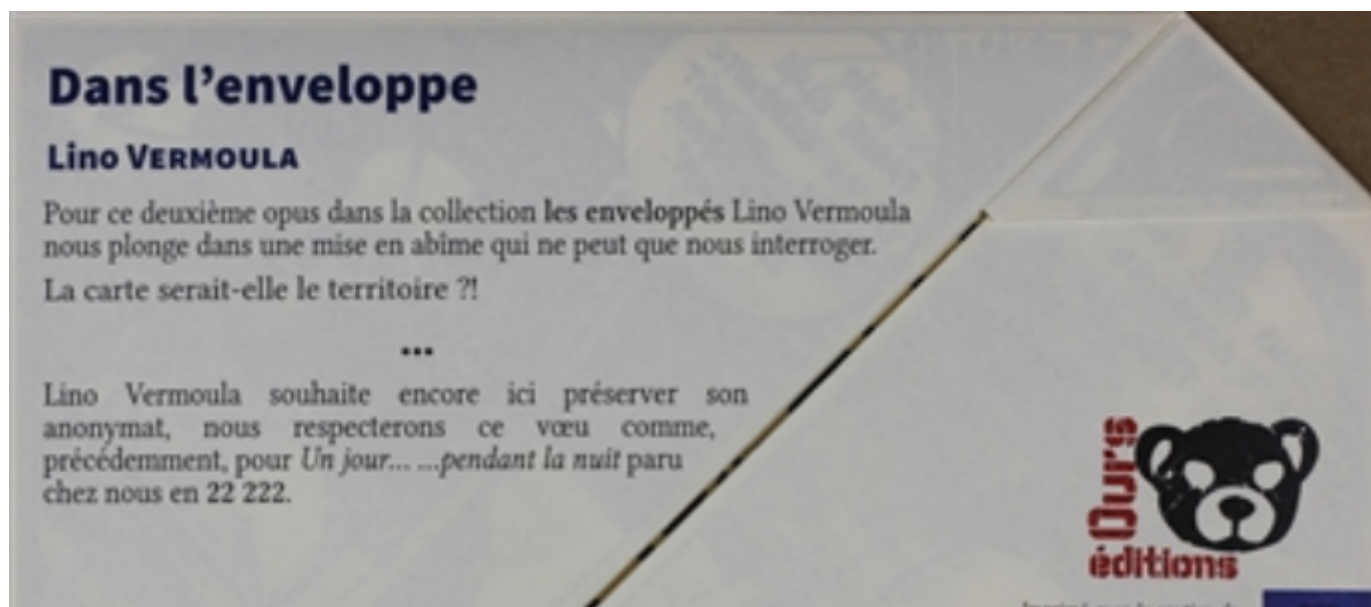 Dans l’enveloppe
Lino VERMOULA
Pour ce deuxième opus dans la collection les enveloppés Lino Vermoula
nous plonge dans une mise en abîme qui ne peut que nous interroger.
La carte serait-elle le territoire ?!
...
Lino Vermoula souhaite encore ici préserver son
anonymat, nous respecterons ce vœu comme,
précédemment, pour Un jour... ...pendant la nuit paru
chez nous en 22 222.
Ours
éditions